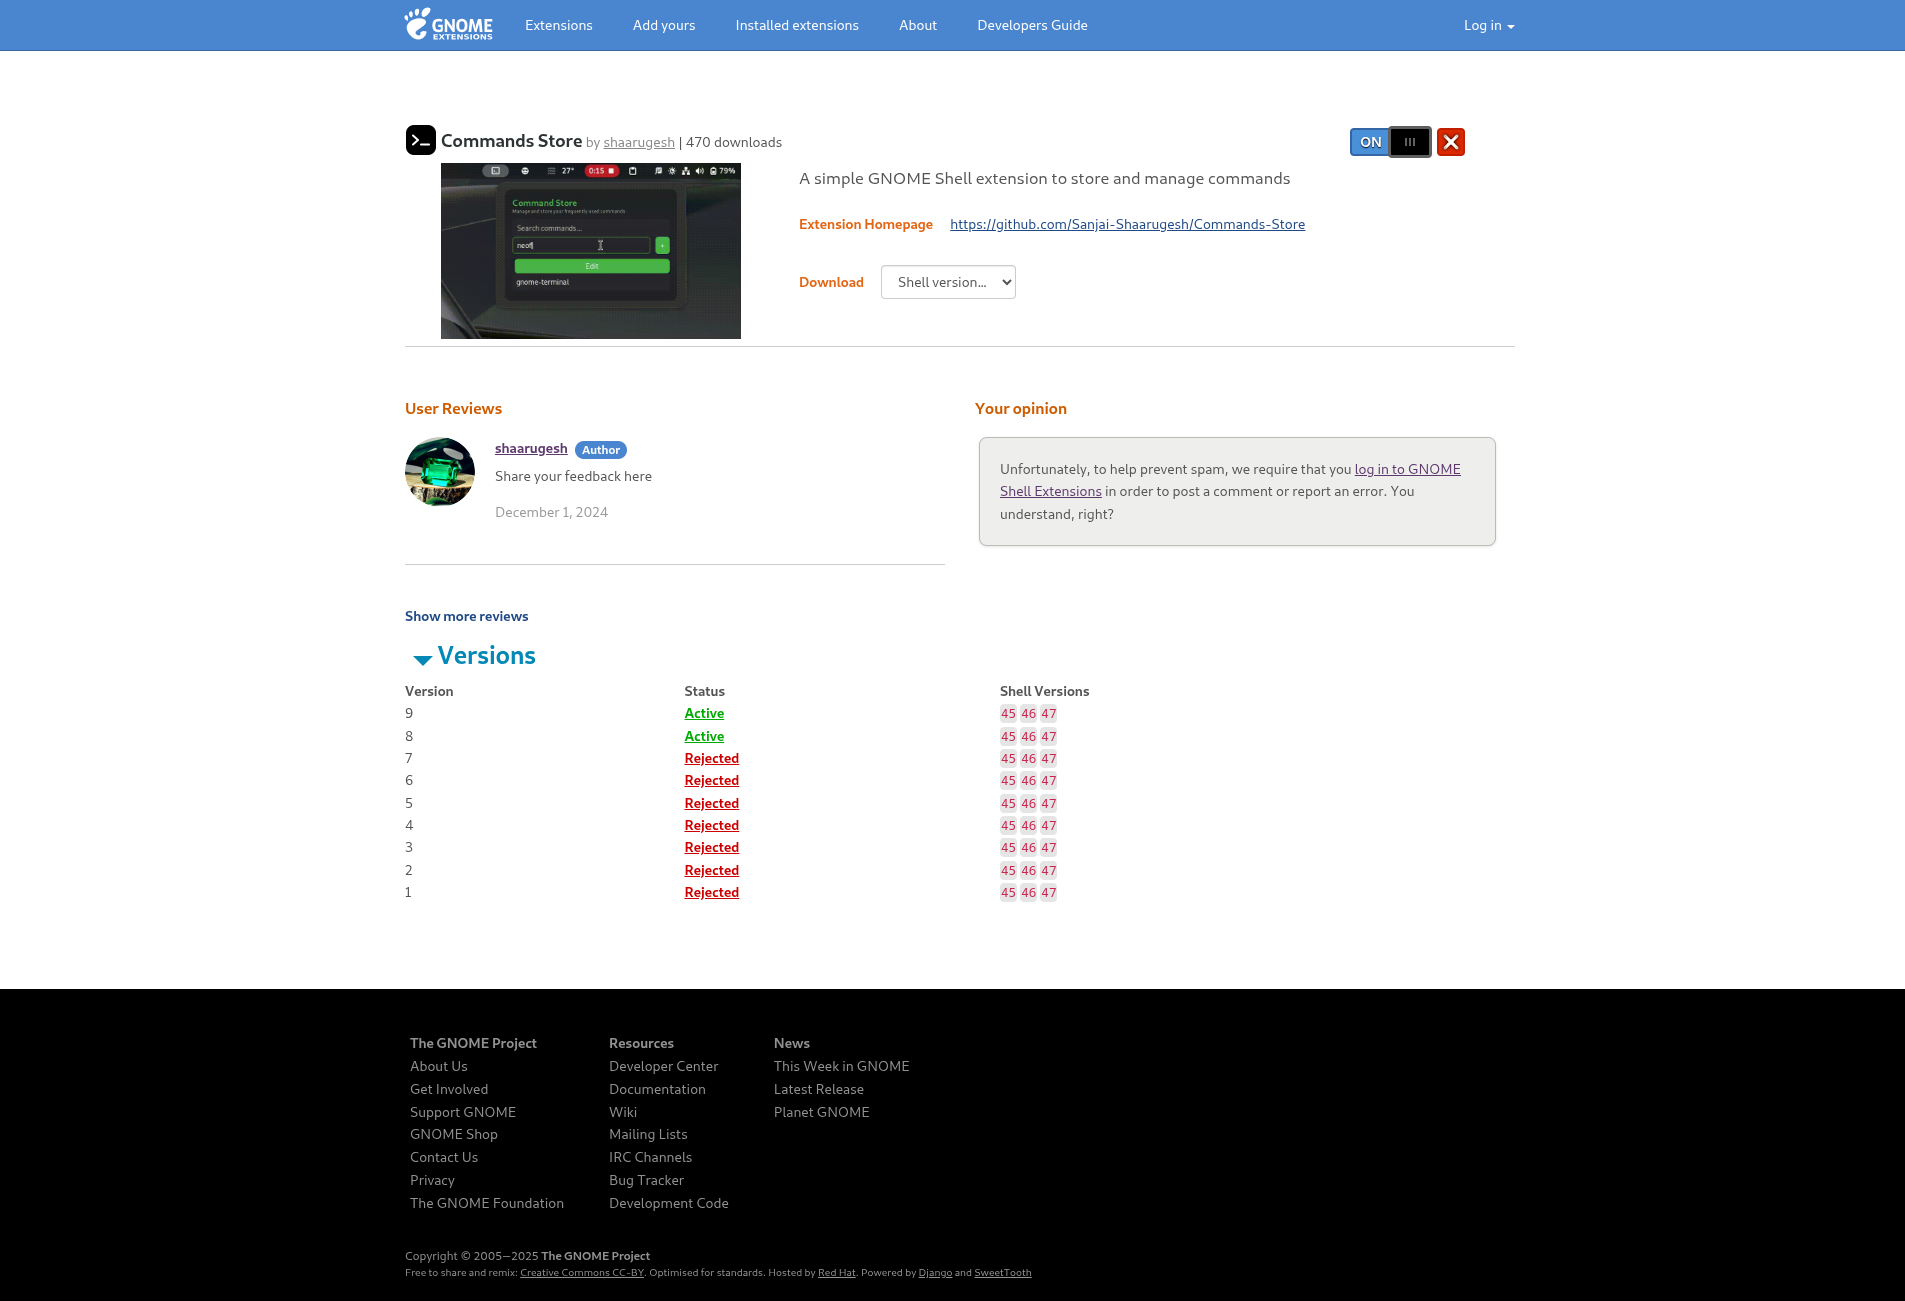 GNOME EXTENSIONS
Extensions Add yours Installed extensions About Developers Guide Log in
Commands Store by shaarugesh | 470 downloads
ON
27° 0:15 79%
Command Store
Manage and store your frequently used commands
Search commands...
neof
+
Edit
gnome-terminal
A simple GNOME Shell extension to store and manage commands
Extension Homepage https://github.com/Sanjai-Shaarugesh/Commands-Store
Download Shell version...
User Reviews
shaarugesh Author
Share your feedback here
December 1, 2024
Your opinion
Unfortunately, to help prevent spam, we require that you log in to GNOME
Shell Extensions in order to post a comment or report an error. You
understand, right?
Show more reviews
Versions
Version Status Shell Versions
9 Active 45 46 47
8 Active 45 46 47
7 Rejected 45 46 47
6 Rejected 45 46 47
5 Rejected 45 46 47
4 Rejected 45 46 47
3 Rejected 45 46 47
2 Rejected 45 46 47
1 Rejected 45 46 47
The GNOME Project
About Us
Get Involved
Support GNOME
GNOME Shop
Contact Us
Privacy
The GNOME Foundation
Resources
Developer Center
Documentation
Wiki
Mailing Lists
IRC Channels
Bug Tracker
Development Code
News
This Week in GNOME
Latest Release
Planet GNOME
Copyright © 2005—2025 The GNOME Project
Free to share and remix: Creative Commons CC-BY. Optimised for standards. Hosted by Red Hat. Powered by Django and SweetTooth